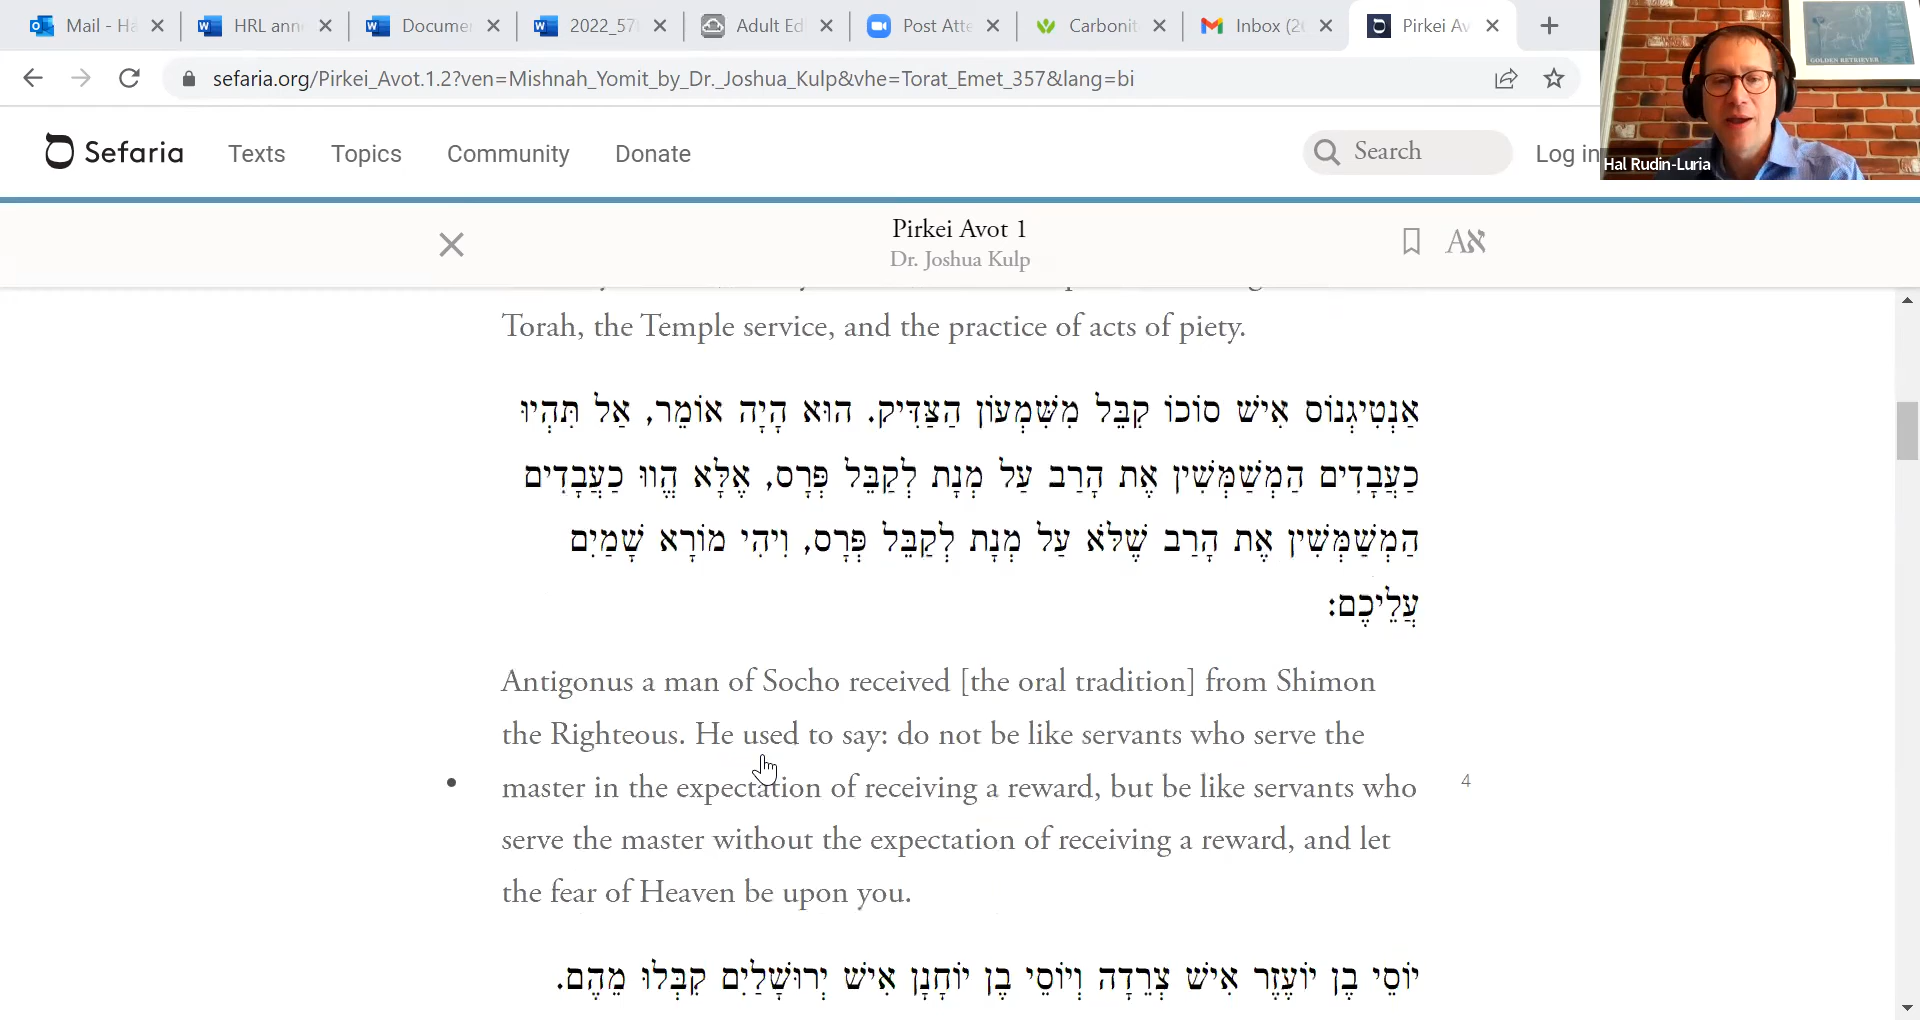 Mail - Ha
HRL ann
Documen
2022_57
Adult Ed
Post Atte
Carbonit
Inbox (2
Pirkei Av
sefaria.org/Pirkei_Avot.1.2?ven=Mishnah_Yomit_by_Dr._Joshua_Kulp&vhe=Torat_Emet_357&lang=bi
GOLDEN RETRIEVER
Hal Rudin-Luria
Sefaria Texts Topics Community Donate Search Log in
Pirkei Avot 1
Dr. Joshua Kulp
Torah, the Temple service, and the practice of acts of piety.
אַנְטִיגְנוֹס אִישׁ סוֹכוֹ קִבֵּל מִשִּׁמְעוֹן הַצַּדִּיק. הוּא הָיָה אוֹמֵר, אַל תִּהְיוּ
כַעֲבָדִים הַמְשַׁמְּשִׁין אֶת הָרַב עַל מְנָת לְקַבֵּל פְּרָס, אֶלָּא הֱווּ כַעֲבָדִים
הַמְשַׁמְּשִׁין אֶת הָרַב שֶׁלֹּא עַל מְנָת לְקַבֵּל פְּרָס, וִיהִי מוֹרָא שָׁמַיִם
עֲלֵיכֶם:
Antigonus a man of Socho received [the oral tradition] from Shimon
the Righteous. He used to say: do not be like servants who serve the
master in the expectation of receiving a reward, but be like servants who
4
serve the master without the expectation of receiving a reward, and let
the fear of Heaven be upon you.
יוֹסֵי בֶן יוֹעֶזֶר אִישׁ צְרֵדָה וְיוֹסֵי בֶן יוֹחָנָן אִישׁ יְרוּשָׁלַיִם קִבְּלוּ מֵהֶם.